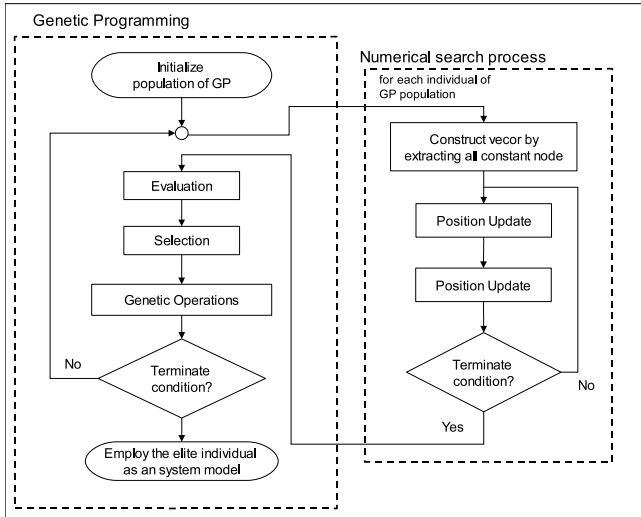 Genetic Programming
Initialize
population of GP
Evaluation
Selection
Genetic Operations
No
Terminate
condition?
Employ the elite individual
as an system model
Numerical search process
for each individual of
GP population
Construct vecor by
extracting all constant node
Position Update
Position Update
Terminate
condition?
No
Yes